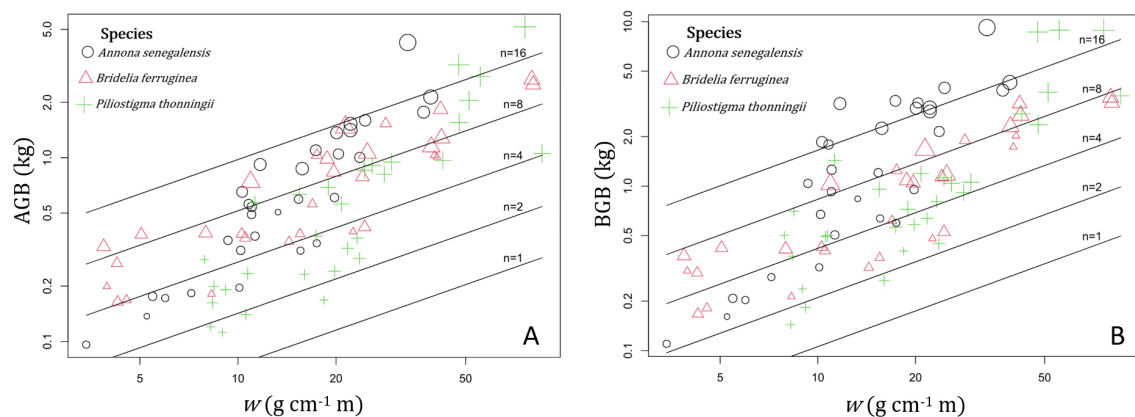 Species
Annona senegalensis
Bridelia ferruginea
Piliostigma thonningii
n=16
n=8
n=4
n=2
n=1
AGB (kg)
5.0
2.0
1.0
0.5
0.2
0.1
5
10
20
50
w (g cm-1 m)
A
Species
Annona senegalensis
Bridelia ferruginea
Piliostigma thonningii
n=16
n=8
n=4
n=2
n=1
BGB (kg)
10.0
5.0
2.0
1.0
0.5
0.2
0.1
5
10
20
50
w (g cm-1 m)
B